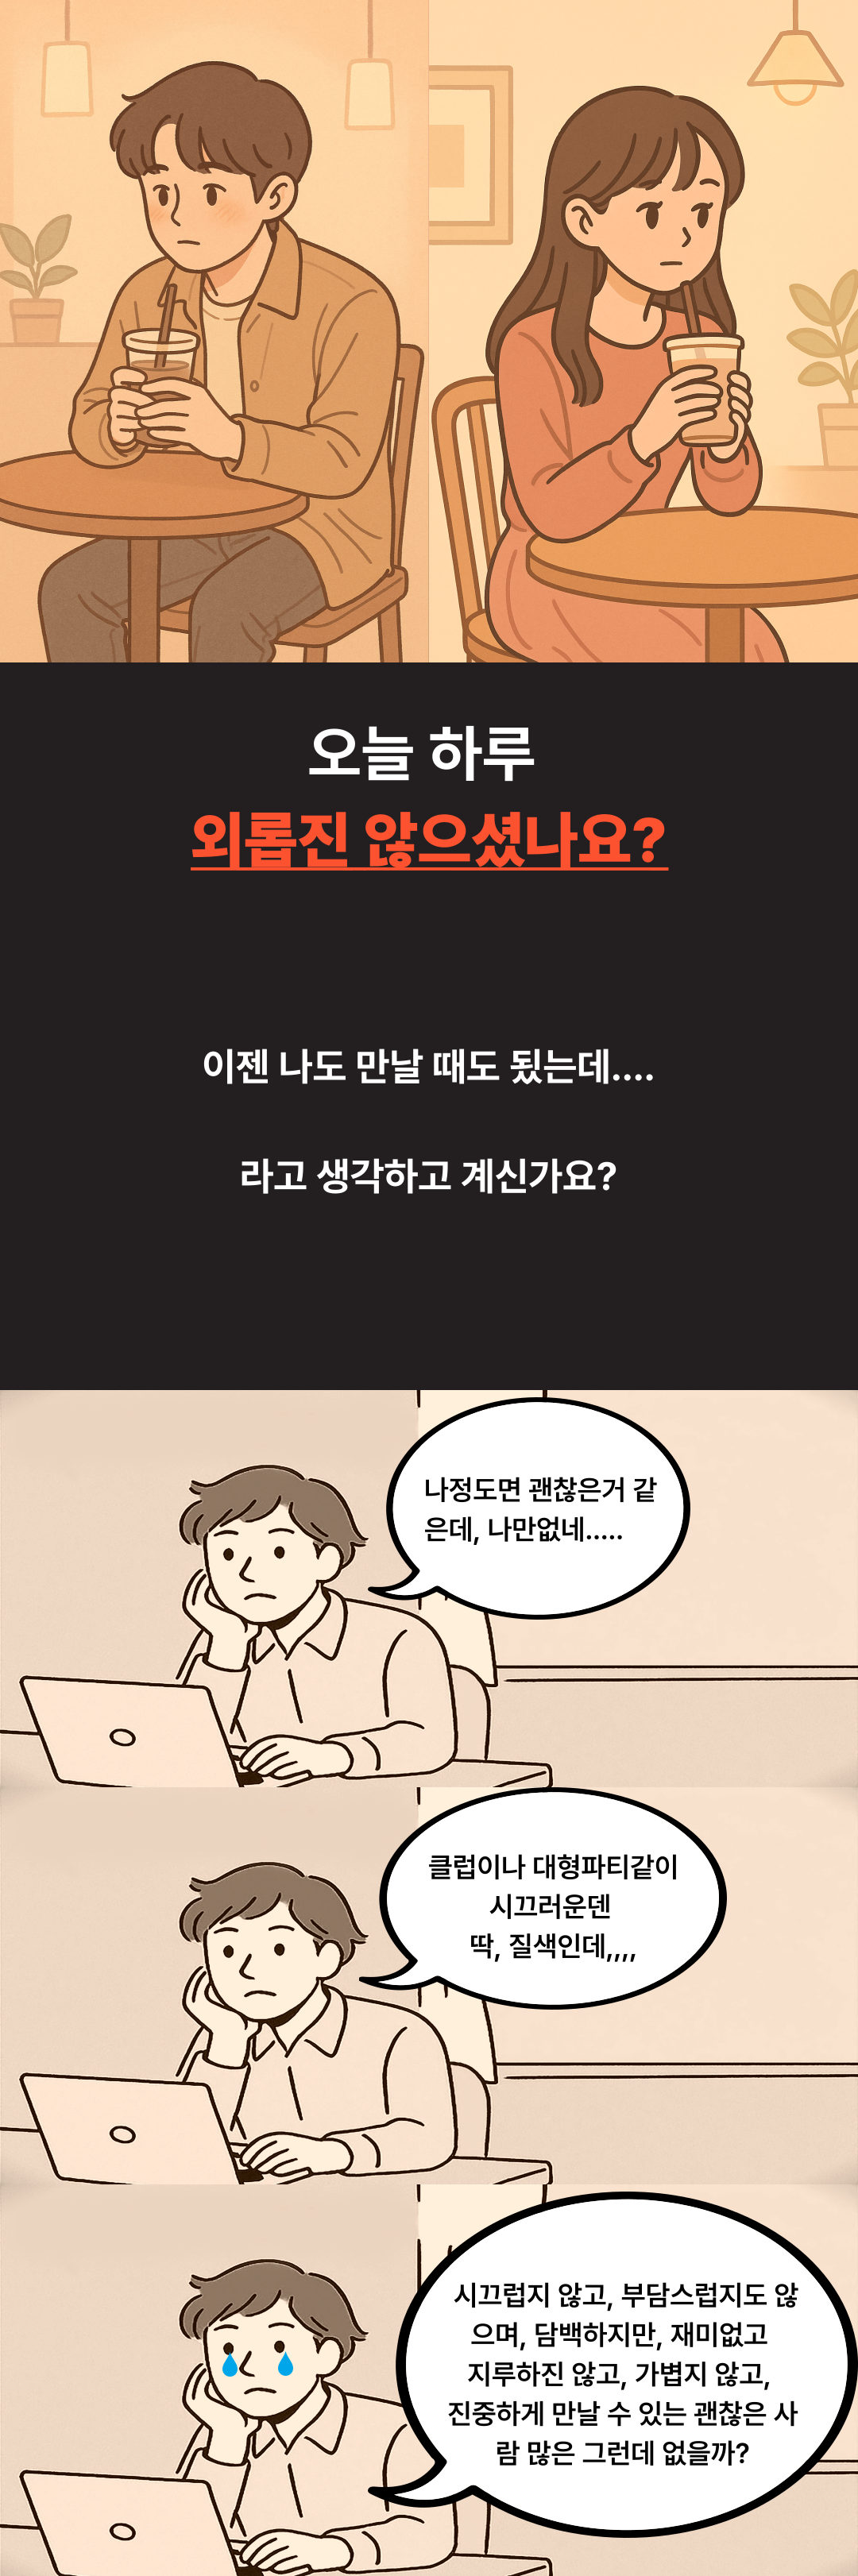 오늘 하루
외롭진 않으셨나요?
이젠 나도 만날 때도 됬는데....
라고 생각하고 계신가요?
나정도면 괜찮은거 같
은데, 나만없네.....
클럽이나 대형파티같이
시끄러운덴
딱, 질색인데,,,,
시끄럽지 않고, 부담스럽지도 않
으며, 담백하지만, 재미없고
지루하진 않고, 가볍지 않고,
진중하게 만날 수 있는 괜찮은 사
람 많은 그런데 없을까?